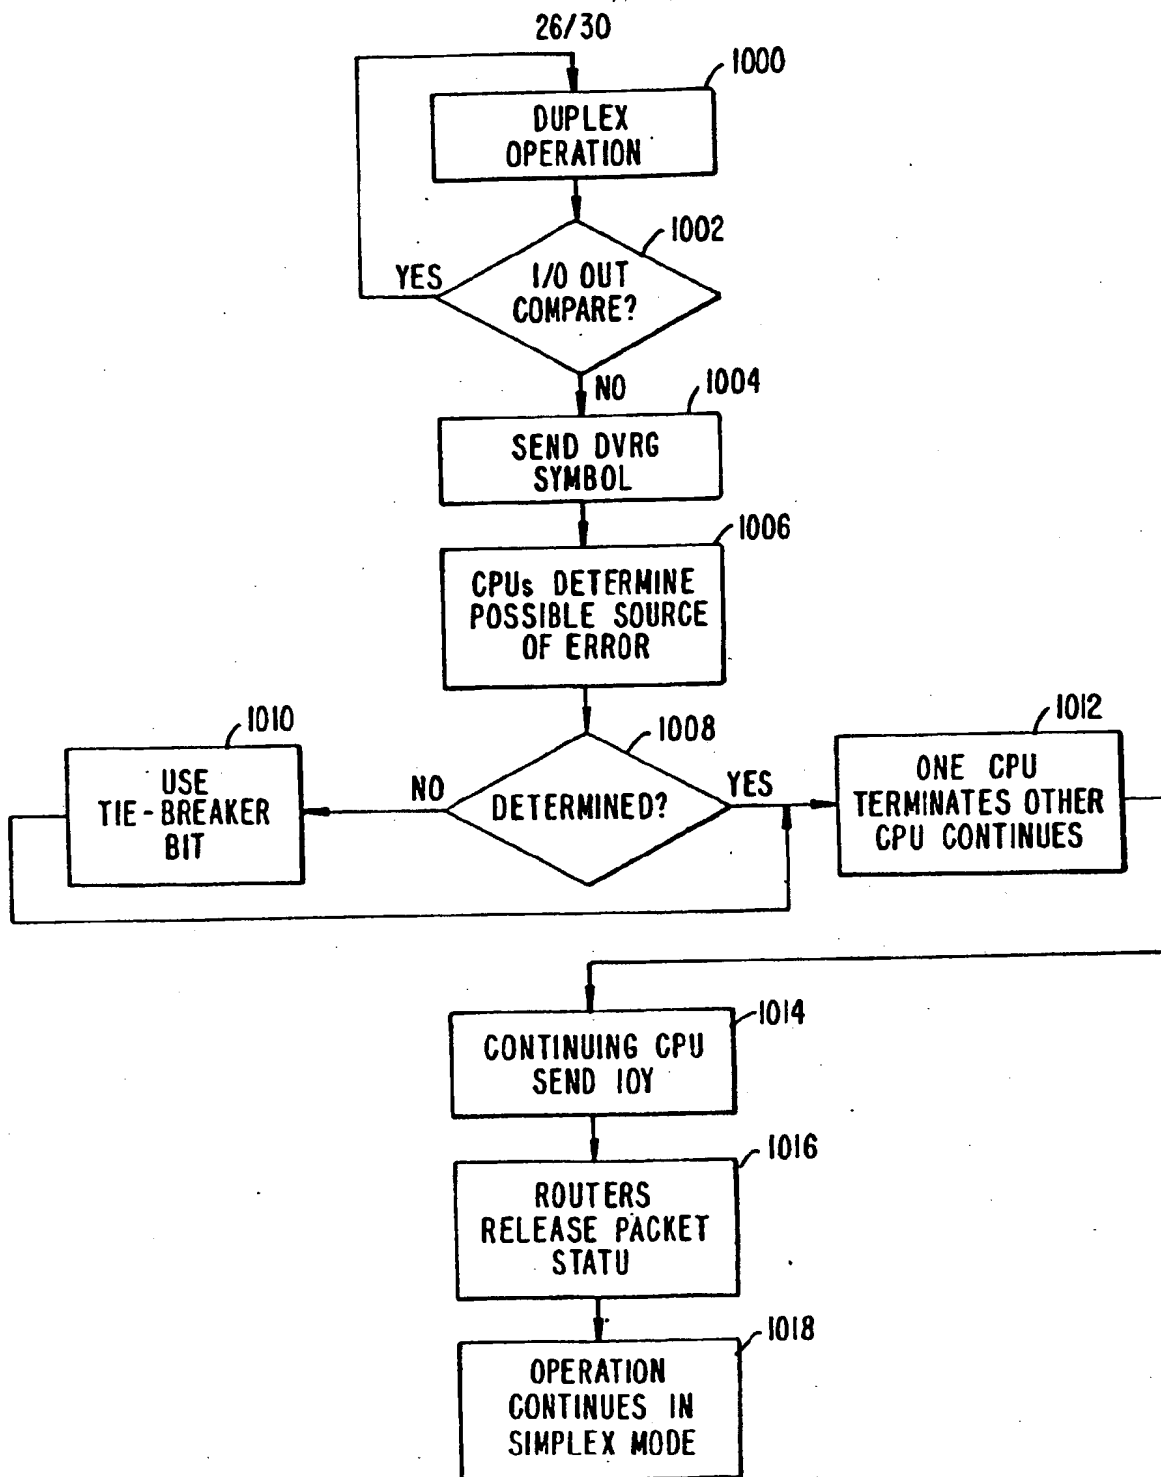 26/30
1000
DUPLEX
OPERATION
1002
I/O OUT
COMPARE?
YES
NO
1004
SEND DVRG
SYMBOL
1006
CPUs DETERMINE
POSSIBLE SOURCE
OF ERROR
1008
DETERMINED?
NO
YES
1010
USE
TIE-BREAKER
BIT
1012
ONE CPU
TERMINATES OTHER
CPU CONTINUES
1014
CONTINUING CPU
SEND IOY
1016
ROUTERS
RELEASE PACKET
STATU
1018
OPERATION
CONTINUES IN
SIMPLEX MODE